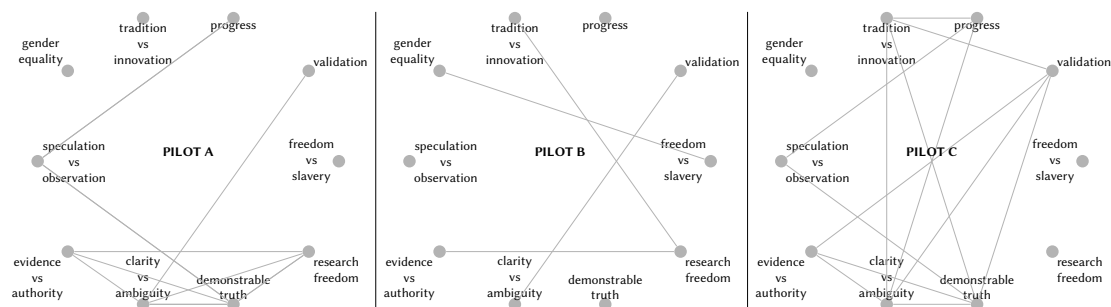 tradition
vs
innovation
progress
gender
equality
validation
speculation
vs
observation
PILOT A
freedom
vs
slavery
evidence
vs
authority
clarity
vs
ambiguity
demonstrable
truth
research
freedom
tradition
vs
innovation
progress
gender
equality
validation
speculation
vs
observation
PILOT B
freedom
vs
slavery
evidence
vs
authority
clarity
vs
ambiguity
demonstrable
truth
research
freedom
tradition
vs
innovation
progress
gender
equality
validation
speculation
vs
observation
PILOT C
freedom
vs
slavery
evidence
vs
authority
clarity
vs
ambiguity
demonstrable
truth
research
freedom